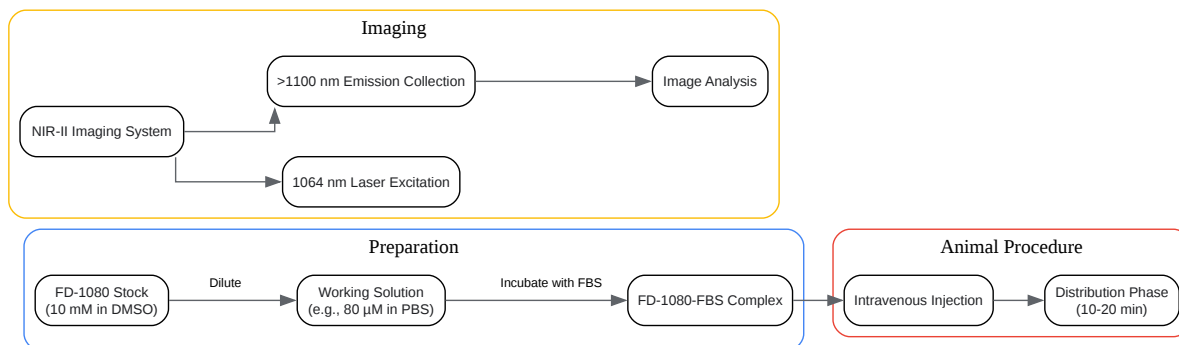 Imaging
>1100 nm Emission Collection
Image Analysis
NIR-II Imaging System
1064 nm Laser Excitation
Preparation
FD-1080 Stock
(10 mM in DMSO)
Dilute
Working Solution
(e.g., 80 µM in PBS)
Incubate with FBS
FD-1080-FBS Complex
Animal Procedure
Intravenous Injection
Distribution Phase
(10-20 min)